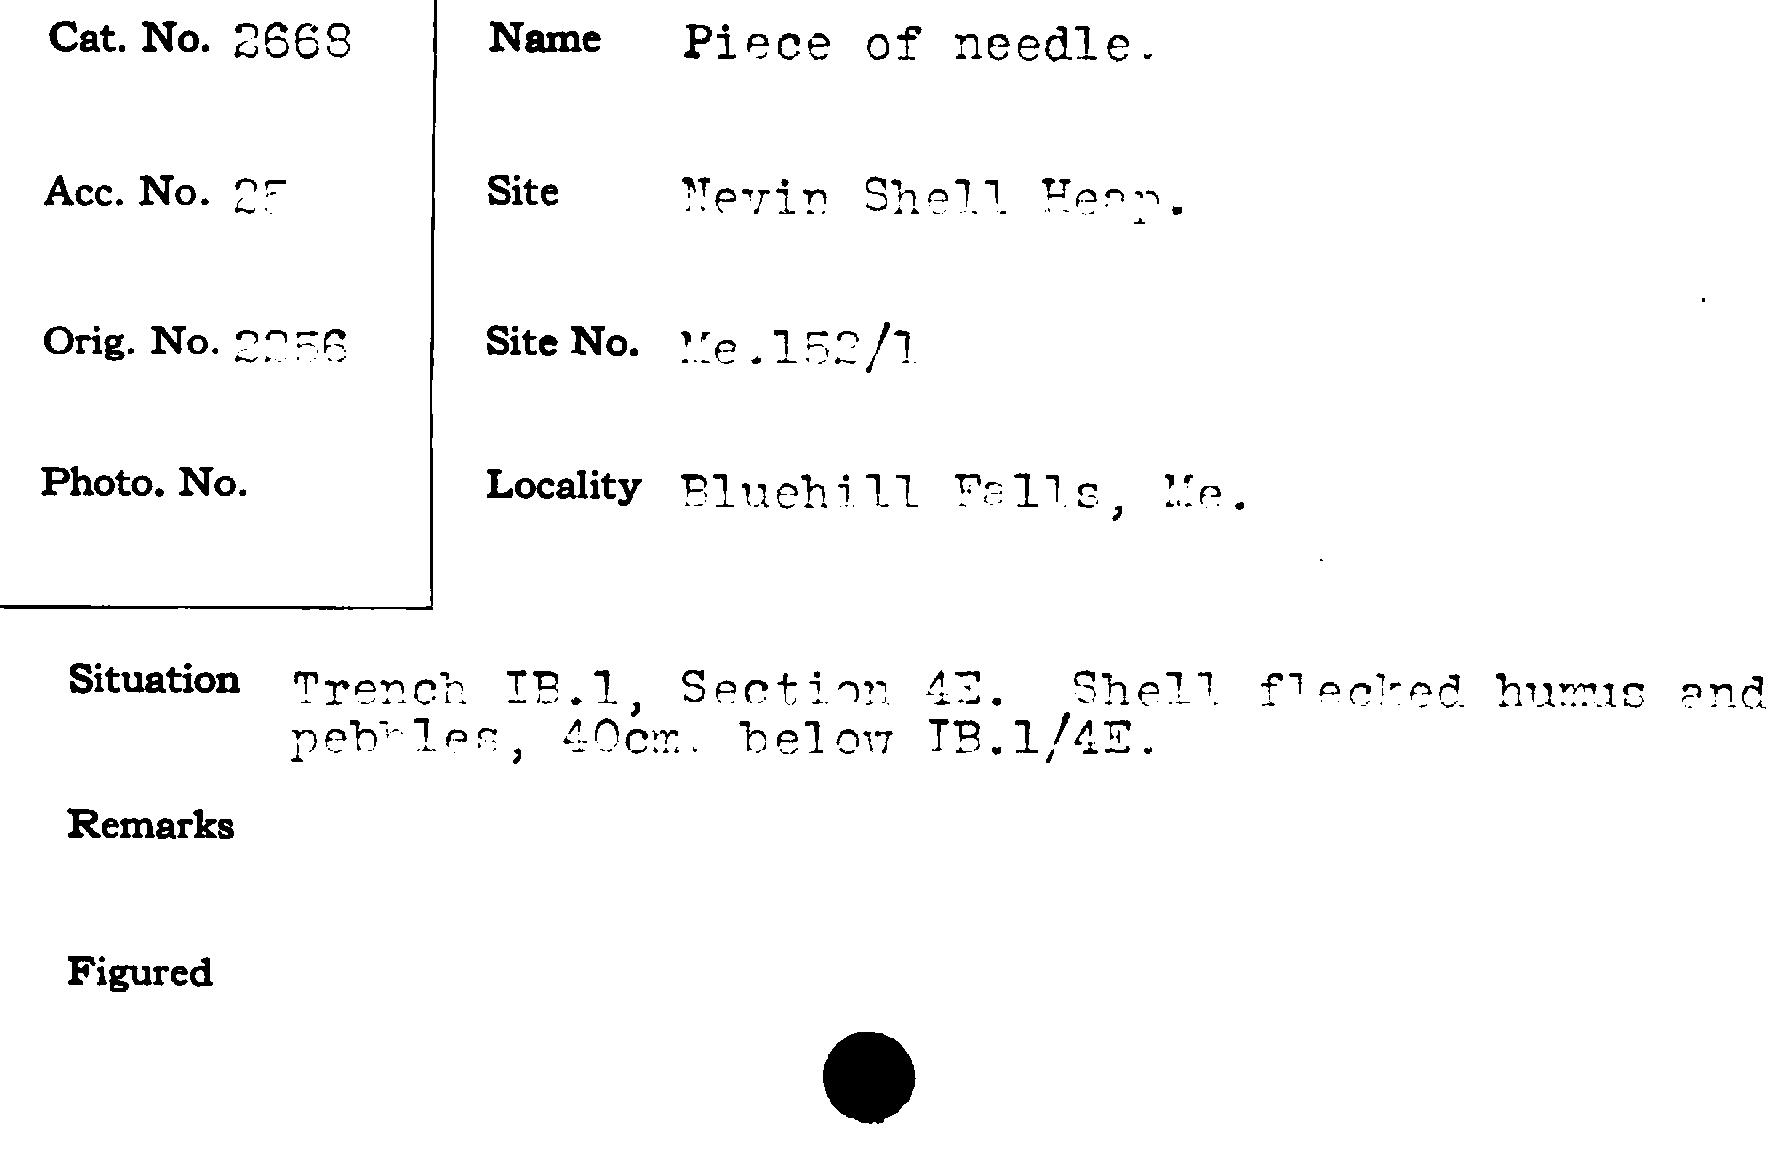 Cat. No. 2668
Name Piece of needle.
Acc. No. 25
Site Nevin Shell Heap.
Orig. No. 2256
Site No. Me.152/1
Photo. No.
Locality Bluehill Falls, Me.
Situation Trench IB.1, Section 4E. Shell flecked humus and
pebbles, 40cm. below IB.1/4E.
Remarks
Figured